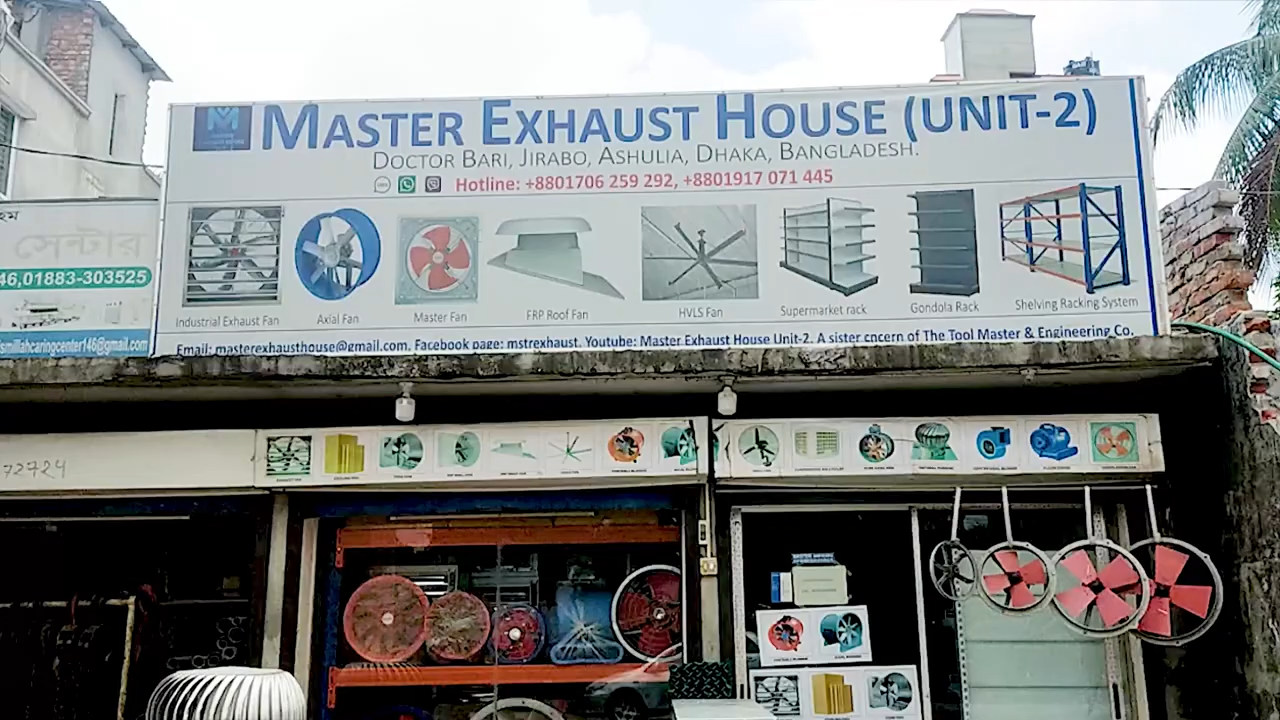 MASTER EXHAUST HOUSE (UNIT-2)
DOCTOR BARI, JIRABO, ASHULIA, DHAKA, BANGLADESH.
Hotline: +8801706 259 292, +8801917 071 445
Industrial Exhaust Fan
Axial Fan
Master Fan
FRP Roof Fan
HVLS Fan
Supermarket rack
Gondola Rack
Shelving Racking System
Email: masterexhausthouse@gmail.com. Facebook page: mstrexhaust. Youtube: Master Exhaust House Unit-2. A sister cncern of The Tool Master & Engineering Co.
সেন্টার
46,01883-303525
smillahcaringcenter146@gmail.com
72724